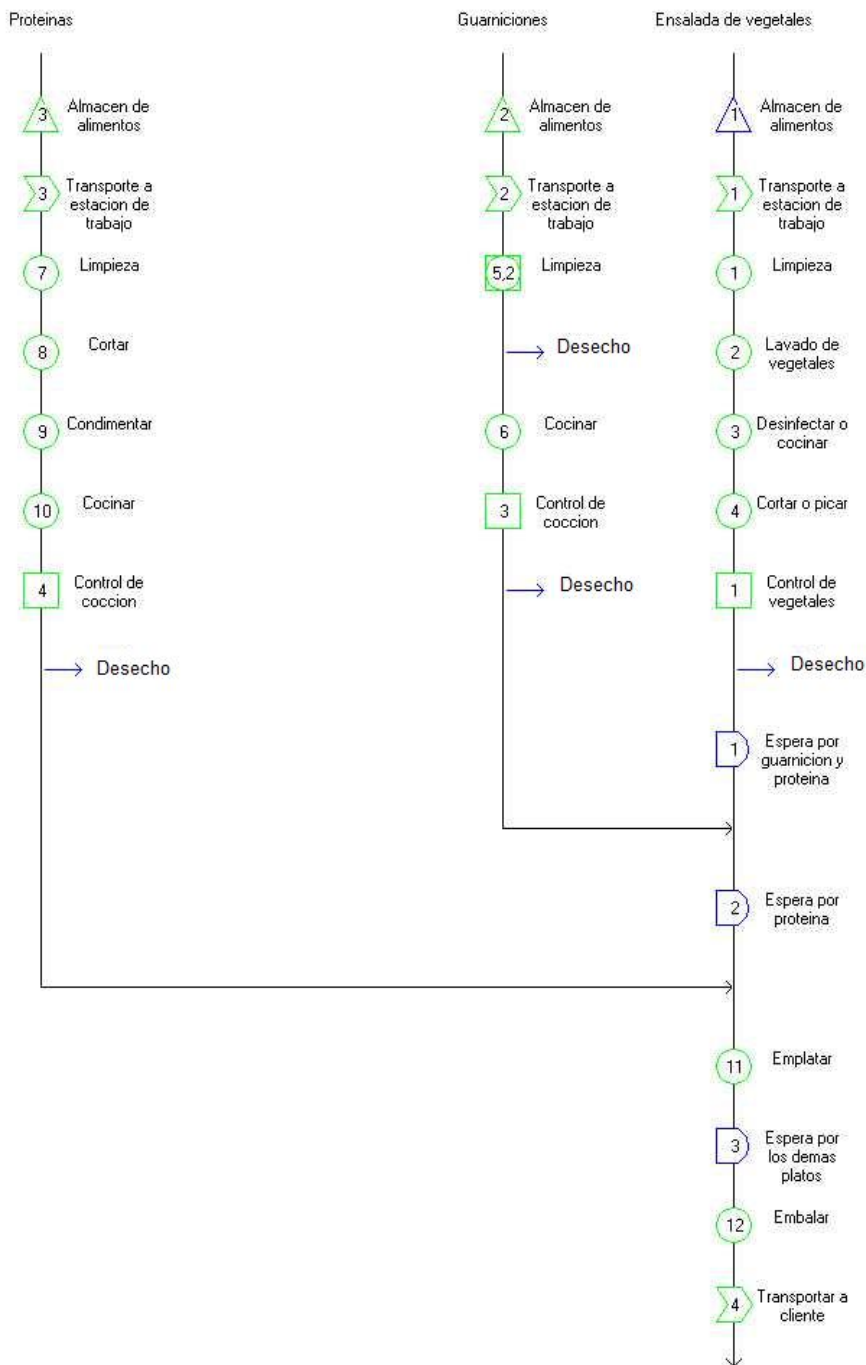 Proteinas
Guarniciones
Ensalada de vegetales
3
Almacen de
alimentos
2
Almacen de
alimentos
1
Almacen de
alimentos
3
Transporte a
estacion de
trabajo
2
Transporte a
estacion de
trabajo
1
Transporte a
estacion de
trabajo
7
Limpieza
5,2
Limpieza
1
Limpieza
8
Cortar
Desecho
2
Lavado de
vegetales
9
Condimentar
6
Cocinar
3
Desinfectar o
cocinar
10
Cocinar
3
Control de
coccion
4
Cortar o picar
4
Control de
coccion
Desecho
1
Control de
vegetales
Desecho
Desecho
1
Espera por
guarnicion y
proteina
2
Espera por
proteina
11
Emplatar
3
Espera por
los demas
platos
12
Embalar
4
Transportar a
cliente